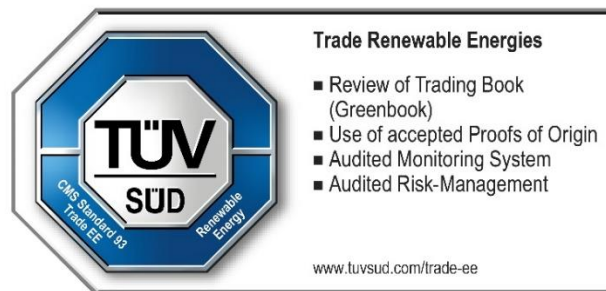 TÜV
SÜD
CMS Standard 93
Trade EE
Renewable
Energy
Trade Renewable Energies
■ Review of Trading Book
(Greenbook)
■ Use of accepted Proofs of Origin
■ Audited Monitoring System
■ Audited Risk-Management
www.tuvsud.com/trade-ee